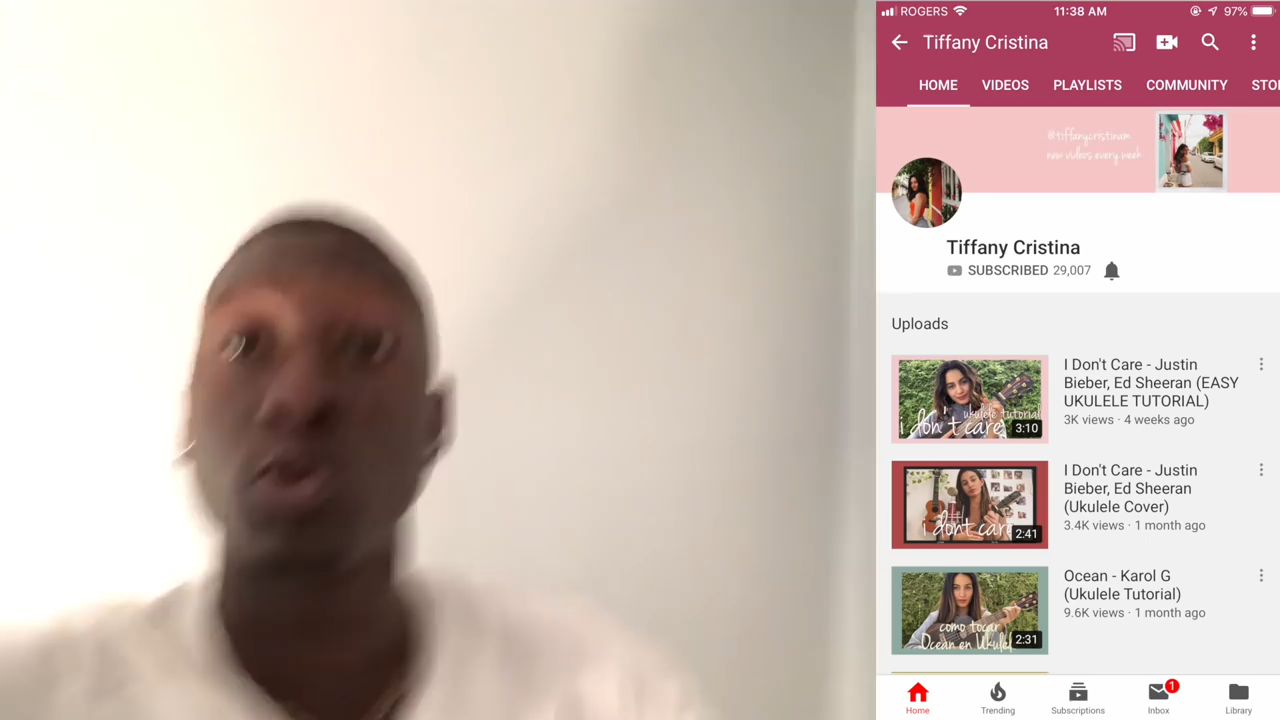 ROGERS 11:38 AM 97%
Tiffany Cristina
HOME VIDEOS PLAYLISTS COMMUNITY STO
#tiffanycristinam
new videos every week
Tiffany Cristina
SUBSCRIBED 29,007
Uploads
I Don't Care - Justin
Bieber, Ed Sheeran (EASY
UKULELE TUTORIAL)
3K views · 4 weeks ago
ukulele tutorial
i don't care
3:10
I Don't Care - Justin
Bieber, Ed Sheeran
(Ukulele Cover)
3.4K views · 1 month ago
i dont care
2:41
Ocean - Karol G
(Ukulele Tutorial)
9.6K views · 1 month ago
como tocar
Ocean en Ukulele
2:31
1
Home Trending Subscriptions Inbox Library